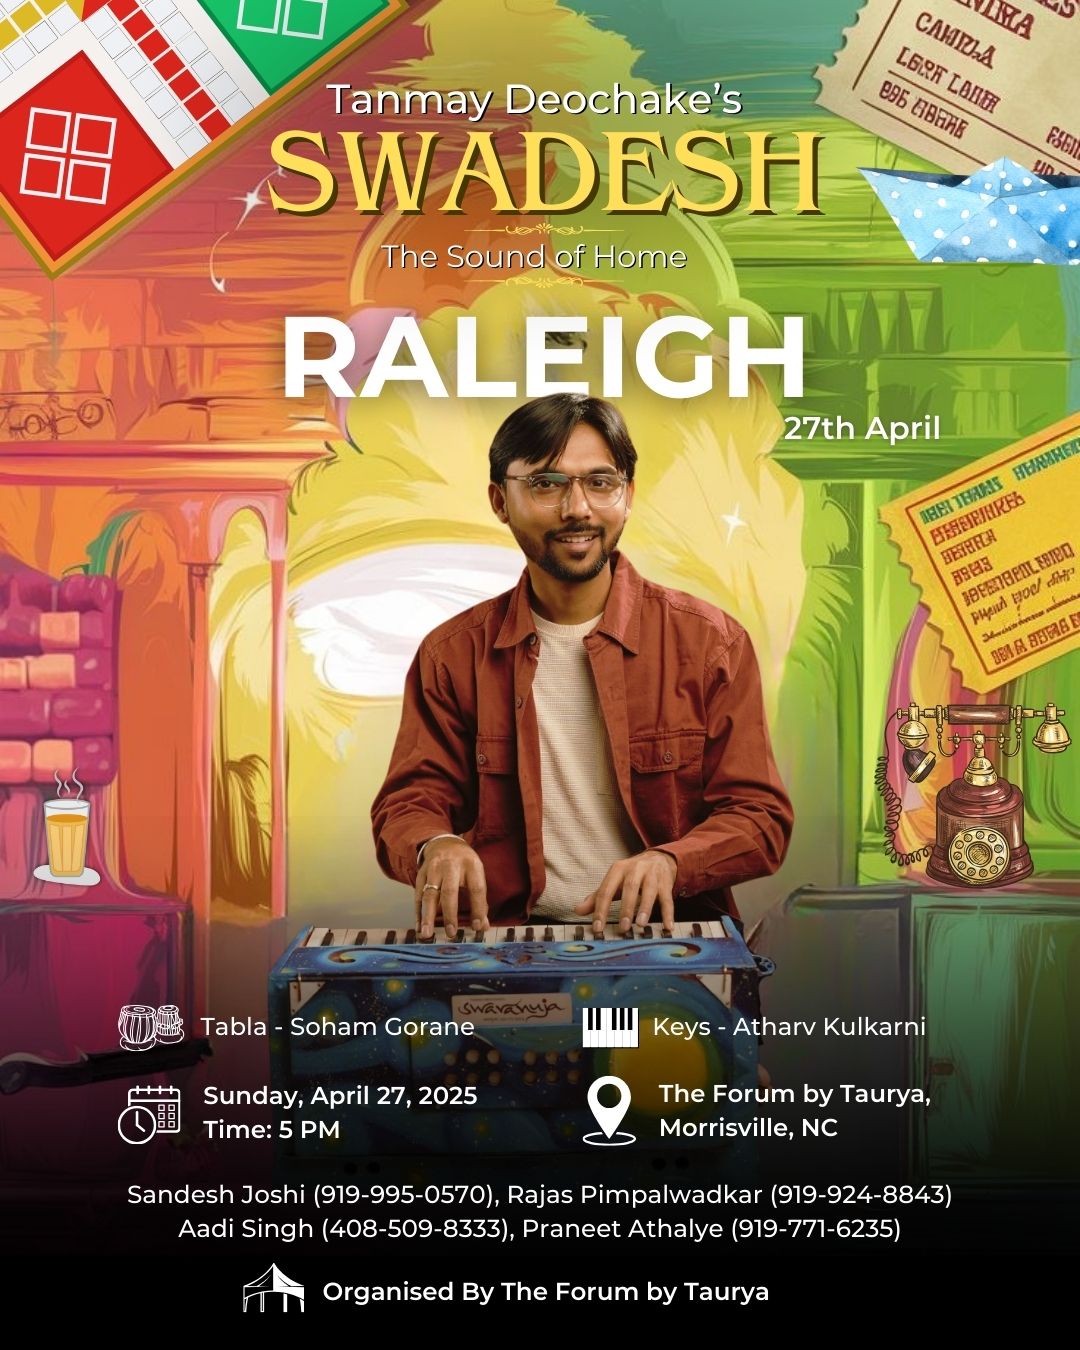 Tanmay Deochake's
SWADESH
The Sound of Home
RALEIGH
27th April
swaranuja
Tabla - Soham Gorane
Keys - Atharv Kulkarni
Sunday, April 27, 2025
Time: 5 PM
The Forum by Taurya,
Morrisville, NC
Sandesh Joshi (919-995-0570), Rajas Pimpalwadkar (919-924-8843)
Aadi Singh (408-509-8333), Praneet Athalye (919-771-6235)
Organised By The Forum by Taurya